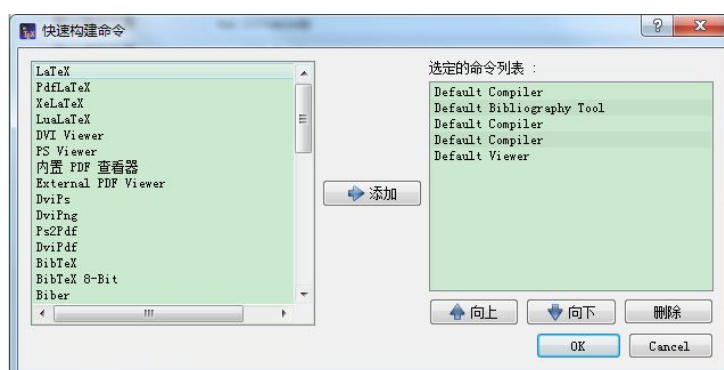 快速构建命令
LaTeX
PdfLaTeX
XeLaTeX
LuaLaTeX
DVI Viewer
PS Viewer
内置 PDF 查看器
External PDF Viewer
DviPs
DviPng
Ps2Pdf
DviPdf
BibTeX
BibTeX 8-Bit
Biber
添加
选定的命令列表 :
Default Compiler
Default Bibliography Tool
Default Compiler
Default Compiler
Default Viewer
向上
向下
删除
OK
Cancel